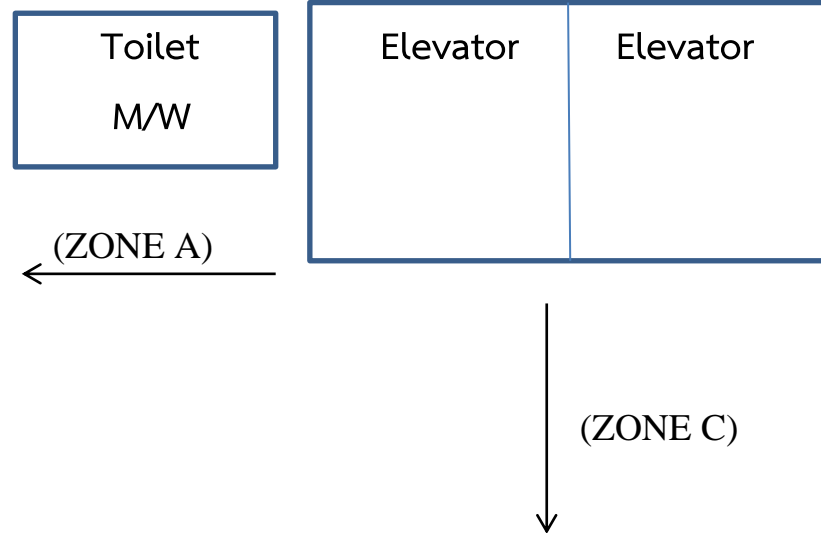 Toilet
M/W
Elevator
Elevator
(ZONE A)
(ZONE C)